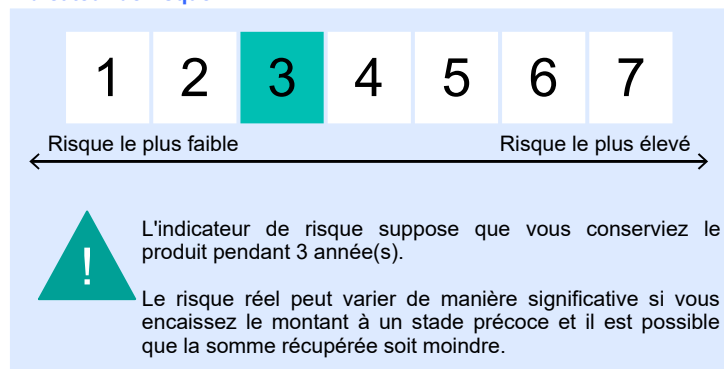 1 2 3 4 5 6 7
Risque le plus faible Risque le plus élevé
!
L'indicateur de risque suppose que vous conserviez le
produit pendant 3 année(s).
Le risque réel peut varier de manière significative si vous
encaissez le montant à un stade précoce et il est possible
que la somme récupérée soit moindre.